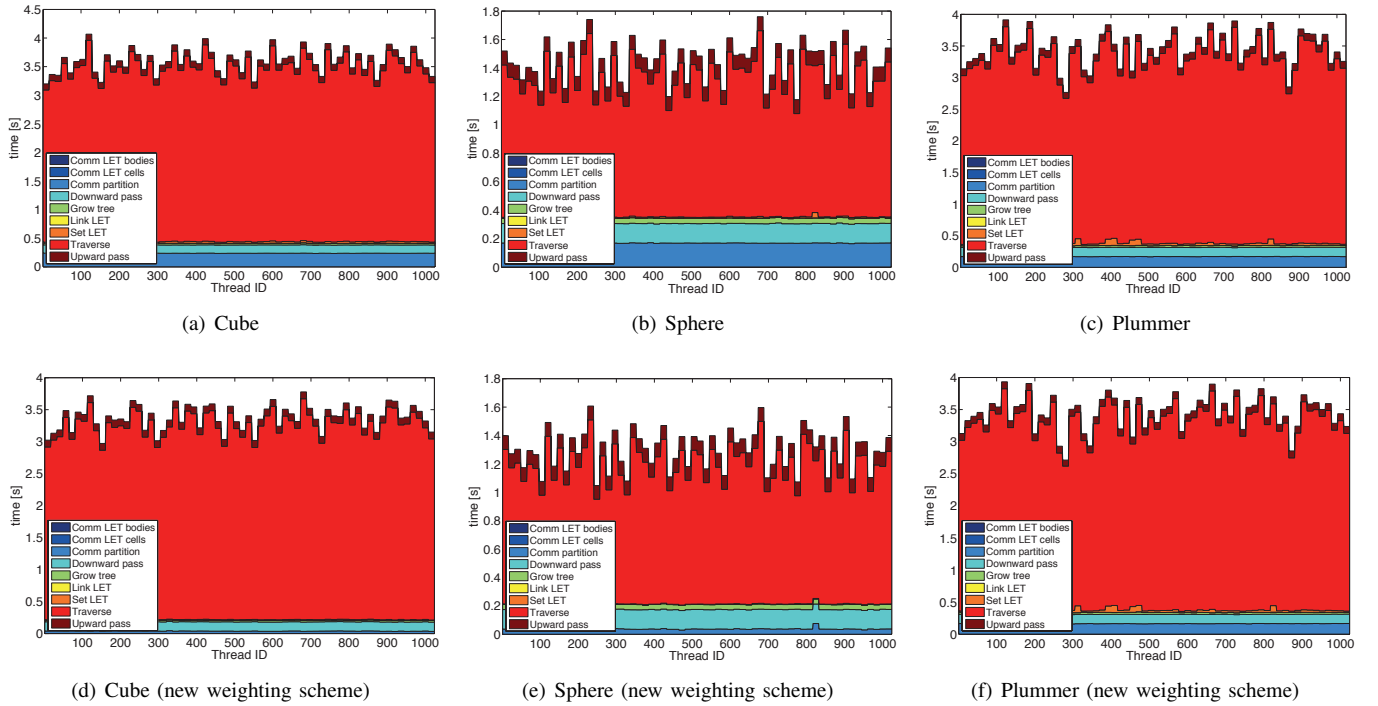 4.5
4
3.5
3
2.5
2
1.5
1
0.5
0
time [s]
Comm LET bodies
Comm LET cells
Comm partition
Downward pass
Grow tree
Link LET
Set LET
Traverse
Upward pass
100 200 300 400 500 600 700 800 900 1000
Thread ID
(a) Cube
1.8
1.6
1.4
1.2
1
0.8
0.6
0.4
0.2
0
time [s]
Comm LET bodies
Comm LET cells
Comm partition
Downward pass
Grow tree
Link LET
Set LET
Traverse
Upward pass
100 200 300 400 500 600 700 800 900 1000
Thread ID
(b) Sphere
4
3.5
3
2.5
2
1.5
1
0.5
0
time [s]
Comm LET bodies
Comm LET cells
Comm partition
Downward pass
Grow tree
Link LET
Set LET
Traverse
Upward pass
100 200 300 400 500 600 700 800 900 1000
Thread ID
(c) Plummer
4
3.5
3
2.5
2
1.5
1
0.5
0
time [s]
Comm LET bodies
Comm LET cells
Comm partition
Downward pass
Grow tree
Link LET
Set LET
Traverse
Upward pass
100 200 300 400 500 600 700 800 900 1000
Thread ID
(d) Cube (new weighting scheme)
1.8
1.6
1.4
1.2
1
0.8
0.6
0.4
0.2
0
time [s]
Comm LET bodies
Comm LET cells
Comm partition
Downward pass
Grow tree
Link LET
Set LET
Traverse
Upward pass
100 200 300 400 500 600 700 800 900 1000
Thread ID
(e) Sphere (new weighting scheme)
4
3.5
3
2.5
2
1.5
1
0.5
0
time [s]
Comm LET bodies
Comm LET cells
Comm partition
Downward pass
Grow tree
Link LET
Set LET
Traverse
Upward pass
100 200 300 400 500 600 700 800 900 1000
Thread ID
(f) Plummer (new weighting scheme)